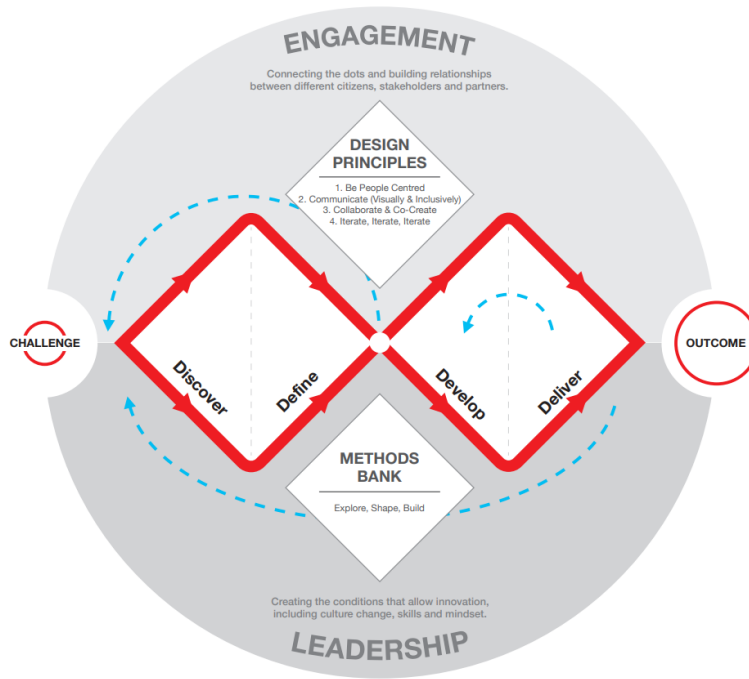 ENGAGEMENT
Connecting the dots and building relationships
between different citizens, stakeholders and partners.
DESIGN
PRINCIPLES
1. Be People Centred
2. Communicate (Visually & Inclusively)
3. Collaborate & Co-Create
4. Iterate, Iterate, Iterate
CHALLENGE
OUTCOME
Discover
Define
Develop
Deliver
METHODS
BANK
Explore, Shape, Build
Creating the conditions that allow innovation,
including culture change, skills and mindset.
LEADERSHIP